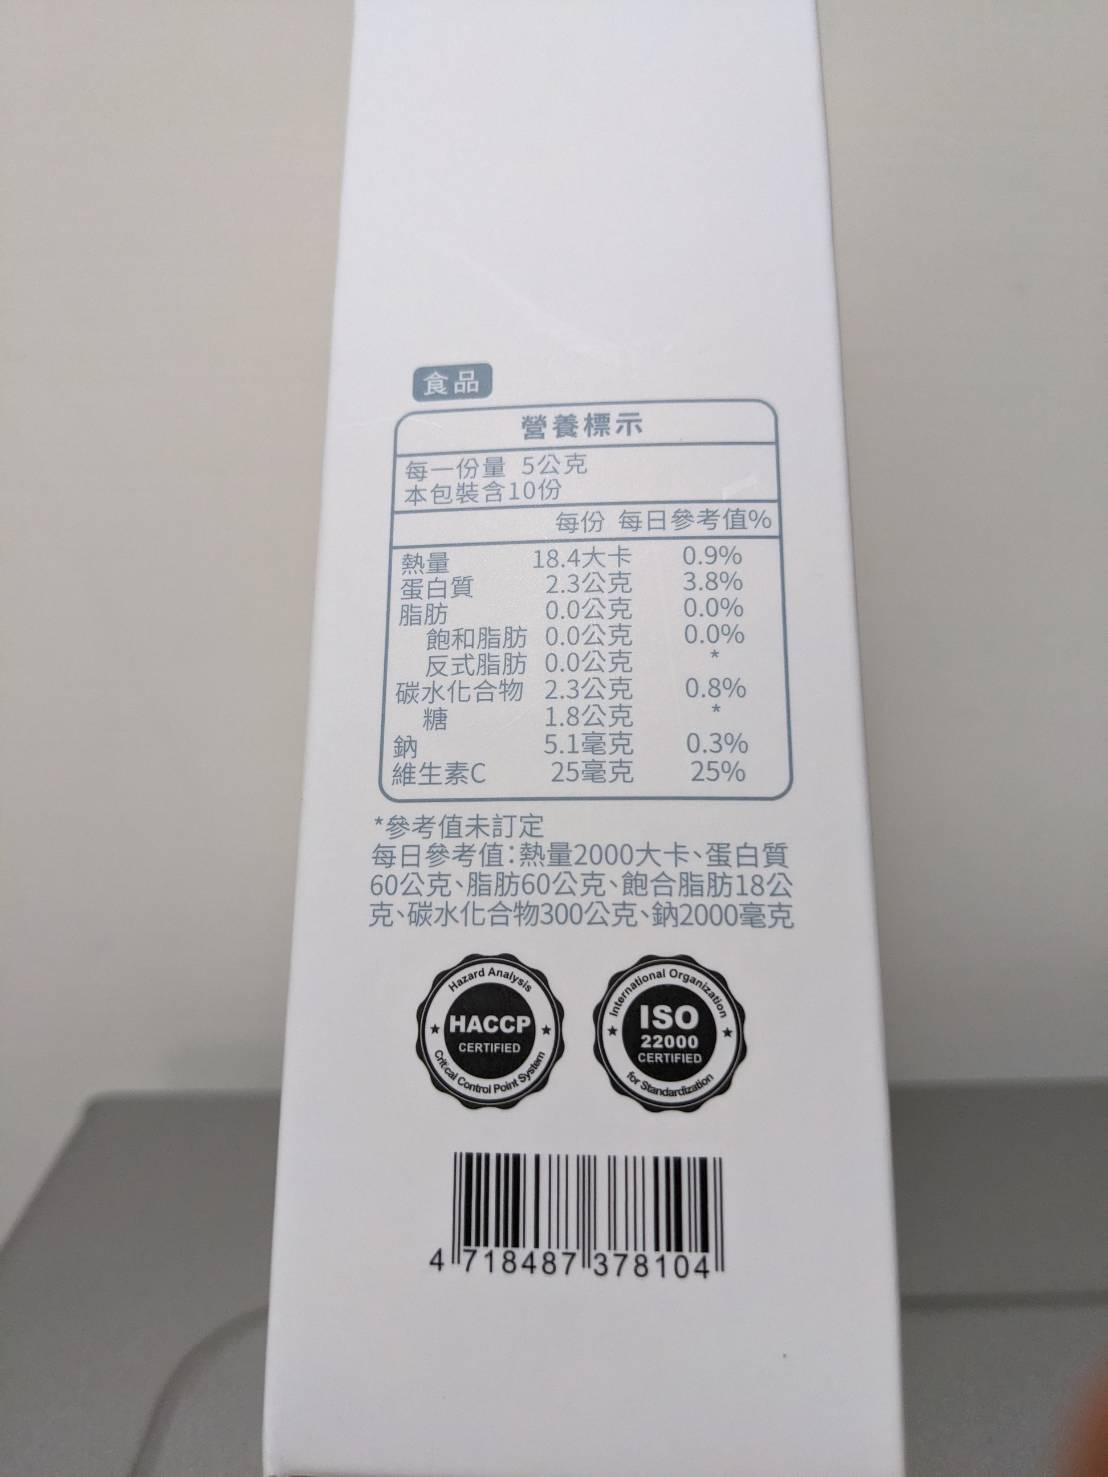 食品
營養標示
每一份量 5公克
本包裝含10份
每份 每日參考值%
熱量 18.4大卡 0.9%
蛋白質 2.3公克 3.8%
脂肪 0.0公克 0.0%
飽和脂肪 0.0公克 0.0%
反式脂肪 0.0公克 *
碳水化合物 2.3公克 0.8%
糖 1.8公克 *
鈉 5.1毫克 0.3%
維生素C 25毫克 25%
*參考值未訂定
每日參考值:熱量2000大卡、蛋白質
60公克、脂肪60公克、飽合脂肪18公
克、碳水化合物300公克、鈉2000毫克
Hazard Analysis
HACCP
CERTIFIED
Critical Control Point System
International Organization
ISO
22000
CERTIFIED
for Standardization
4 718487 378104